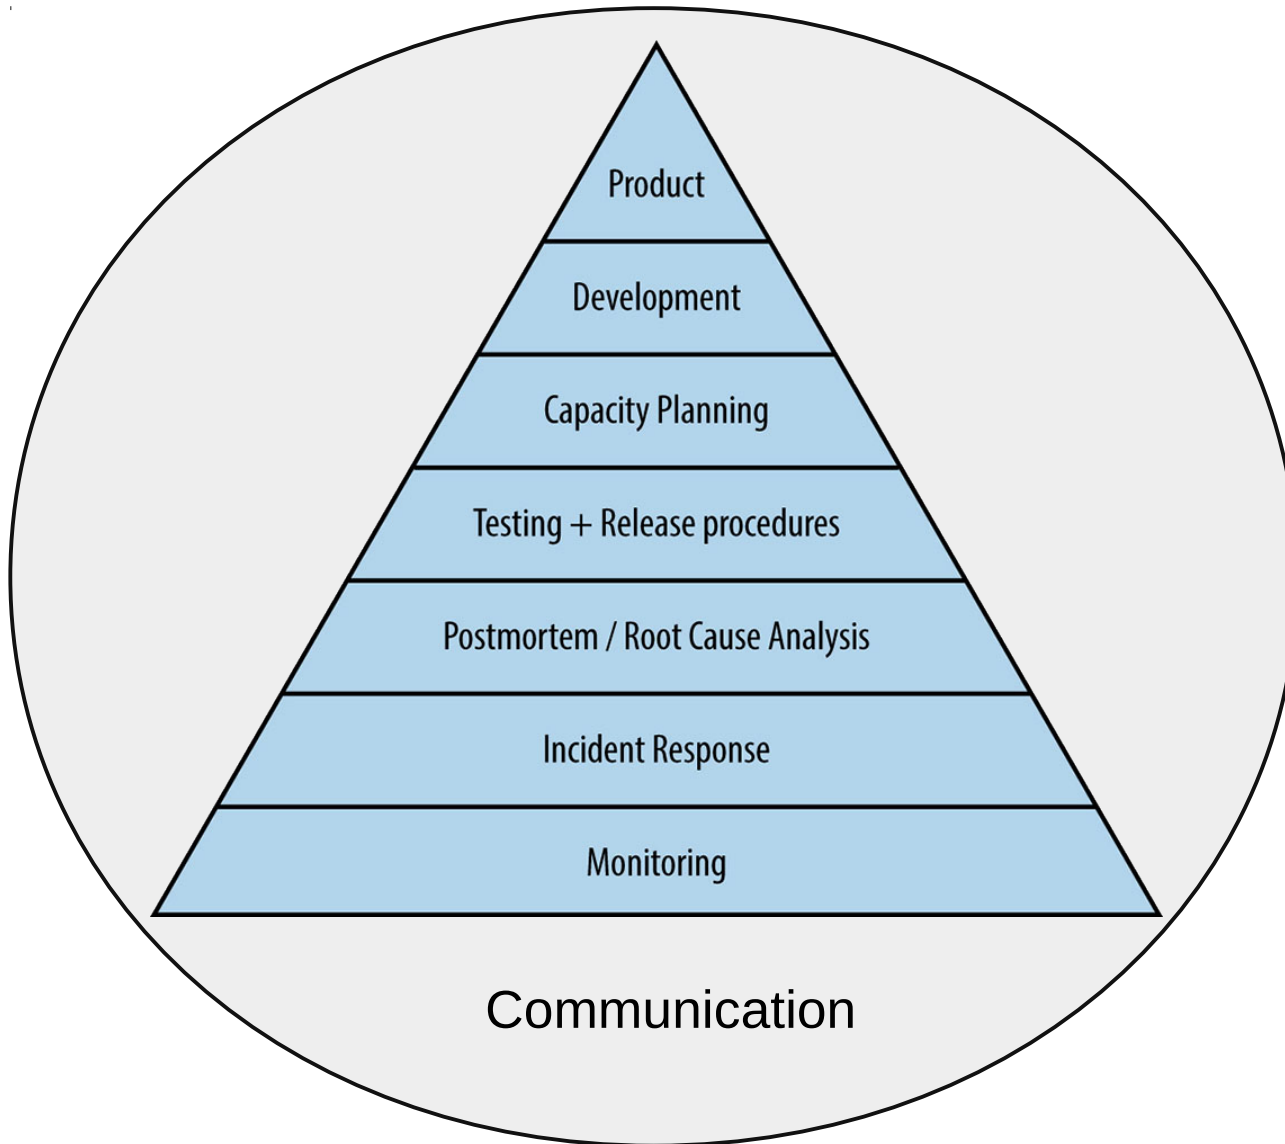 Product
Development
Capacity Planning
Testing + Release procedures
Postmortem / Root Cause Analysis
Incident Response
Monitoring
Communication